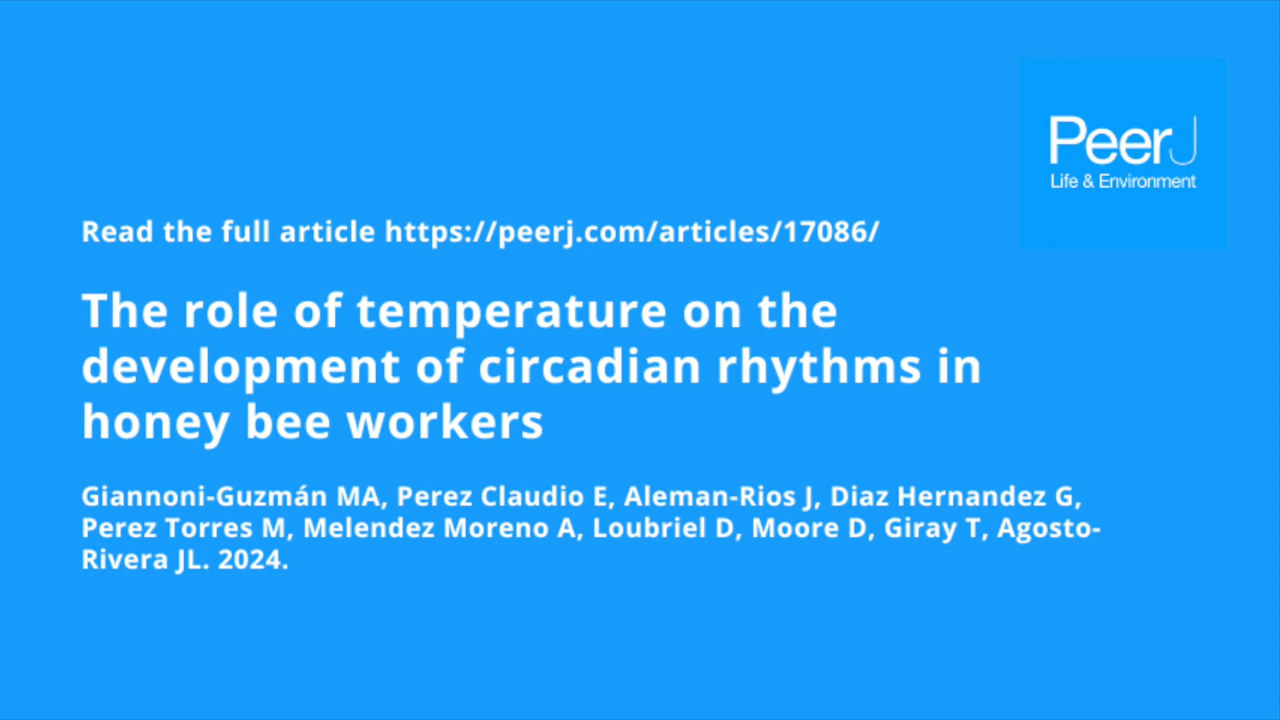 PeerJ
Life & Environment
Read the full article https://peerj.com/articles/17086/
The role of temperature on the
development of circadian rhythms in
honey bee workers
Giannoni-Guzmán MA, Perez Claudio E, Aleman-Rios J, Diaz Hernandez G,
Perez Torres M, Melendez Moreno A, Loubriel D, Moore D, Giray T, Agosto-
Rivera JL. 2024.